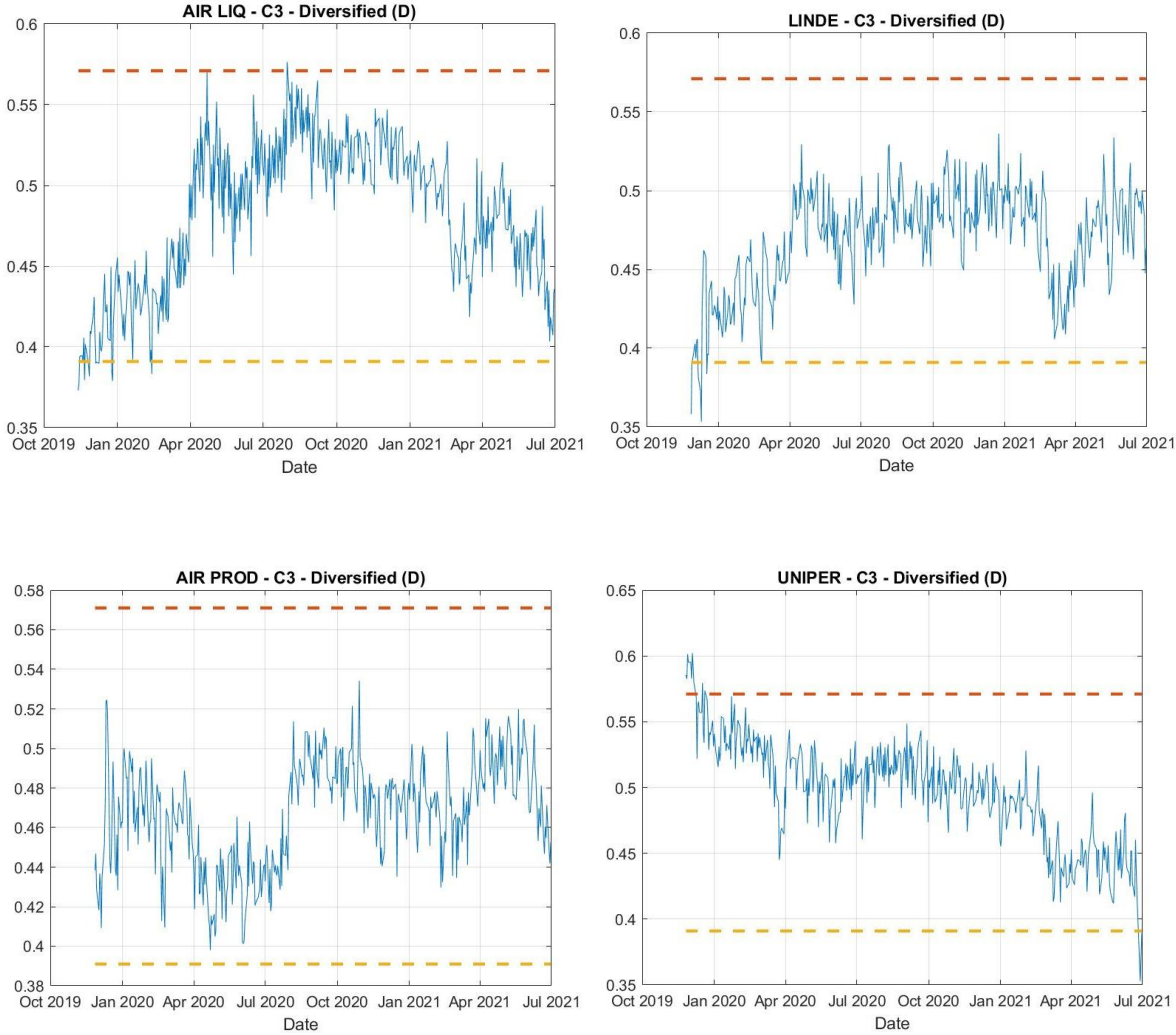 AIR LIQ - C3 - Diversified (D)
0.6
0.55
0.5
0.45
0.4
0.35
Oct 2019 Jan 2020 Apr 2020 Jul 2020 Oct 2020 Jan 2021 Apr 2021 Jul 2021
Date
LINDE - C3 - Diversified (D)
0.6
0.55
0.5
0.45
0.4
0.35
Oct 2019 Jan 2020 Apr 2020 Jul 2020 Oct 2020 Jan 2021 Apr 2021 Jul 2021
Date
AIR PROD - C3 - Diversified (D)
0.58
0.56
0.54
0.52
0.5
0.48
0.46
0.44
0.42
0.4
0.38
Oct 2019 Jan 2020 Apr 2020 Jul 2020 Oct 2020 Jan 2021 Apr 2021 Jul 2021
Date
UNIPER - C3 - Diversified (D)
0.65
0.6
0.55
0.5
0.45
0.4
0.35
Oct 2019 Jan 2020 Apr 2020 Jul 2020 Oct 2020 Jan 2021 Apr 2021 Jul 2021
Date